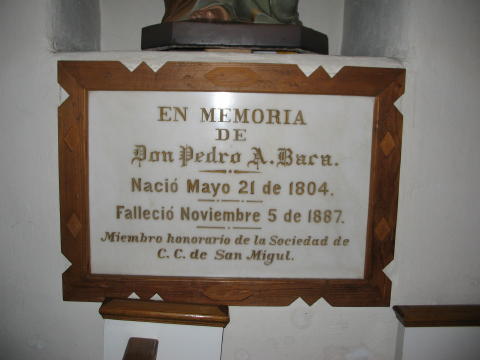 EN MEMORIA
DE
Don Pedro A. Baca.
Nació Mayo 21 de 1804.
Falleció Noviembre 5 de 1887.
Miembro honorario de la Sociedad de
C. C. de San Migul.